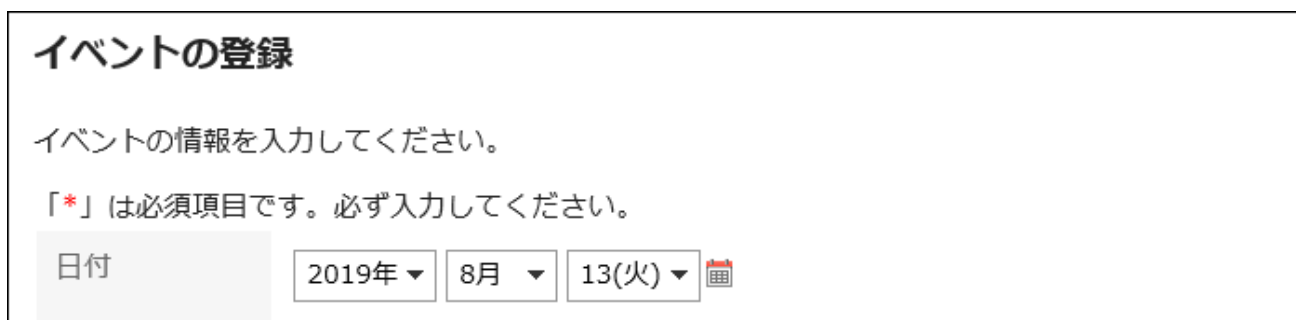 イベントの登録
イベントの情報を入力してください。
「*」は必須項目です。必ず入力してください。
日付 2019年 8月 13(火)